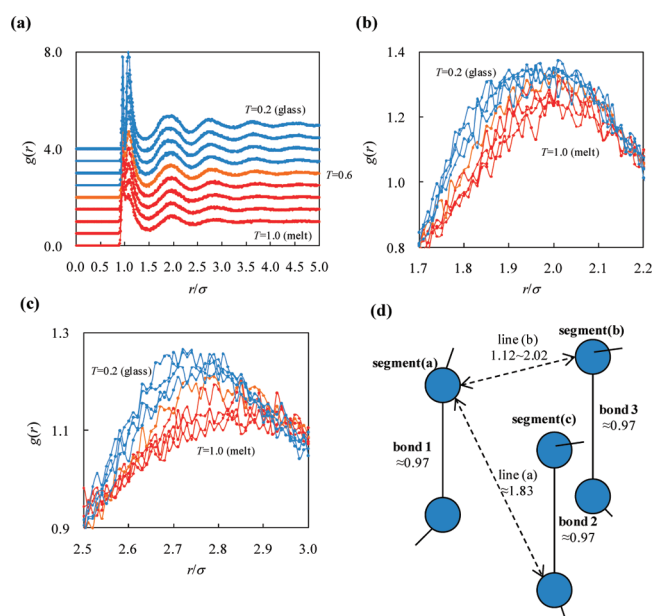 (a)
8.0
4.0
0.0
g(r)
T=0.2 (glass)
T=0.6
T=1.0 (melt)
0.0 0.5 1.0 1.5 2.0 2.5 3.0 3.5 4.0 4.5 5.0
r/σ
(b)
1.4
1.2
1.0
0.8
g(r)
T=0.2 (glass)
T=1.0 (melt)
1.7 1.8 1.9 2.0 2.1 2.2
r/σ
(c)
1.3
1.1
0.9
g(r)
T=0.2 (glass)
T=1.0 (melt)
2.5 2.6 2.7 2.8 2.9 3.0
r/σ
(d)
segment(a)
line (b)
1.12~2.02
segment(b)
bond 1
≈0.97
line (a)
≈1.83
segment(c)
bond 3
≈0.97
bond 2
≈0.97